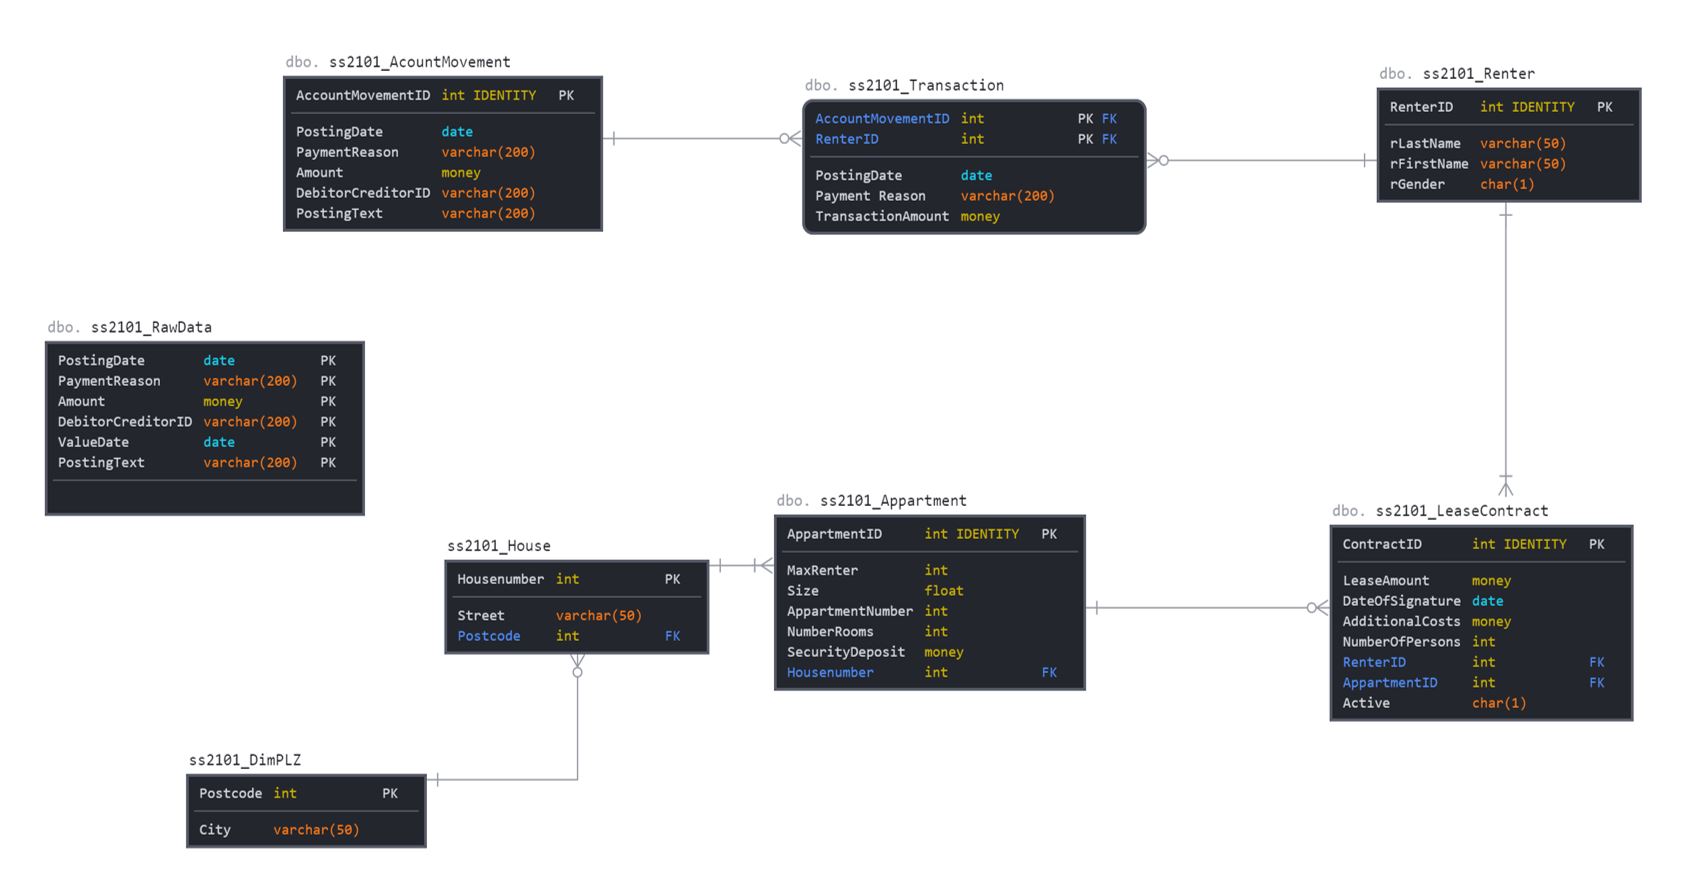 dbo. ss2101_AcountMovement
AccountMovementID int IDENTITY PK
PostingDate date
PaymentReason varchar(200)
Amount money
DebitorCreditorID varchar(200)
PostingText varchar(200)
dbo. ss2101_Transaction
AccountMovementID int PK FK
RenterID int PK FK
PostingDate date
Payment Reason varchar(200)
TransactionAmount money
dbo. ss2101_Renter
RenterID int IDENTITY PK
rLastName varchar(50)
rFirstName varchar(50)
rGender char(1)
dbo. ss2101_RawData
PostingDate date PK
PaymentReason varchar(200) PK
Amount money PK
DebitorCreditorID varchar(200) PK
ValueDate date PK
PostingText varchar(200) PK
ss2101_House
Housenumber int PK
Street varchar(50)
Postcode int FK
dbo. ss2101_Appartment
AppartmentID int IDENTITY PK
MaxRenter int
Size float
AppartmentNumber int
NumberRooms int
SecurityDeposit money
Housenumber int FK
dbo. ss2101_LeaseContract
ContractID int IDENTITY PK
LeaseAmount money
DateOfSignature date
AdditionalCosts money
NumberOfPersons int
RenterID int FK
AppartmentID int FK
Active char(1)
ss2101_DimPLZ
Postcode int PK
City varchar(50)